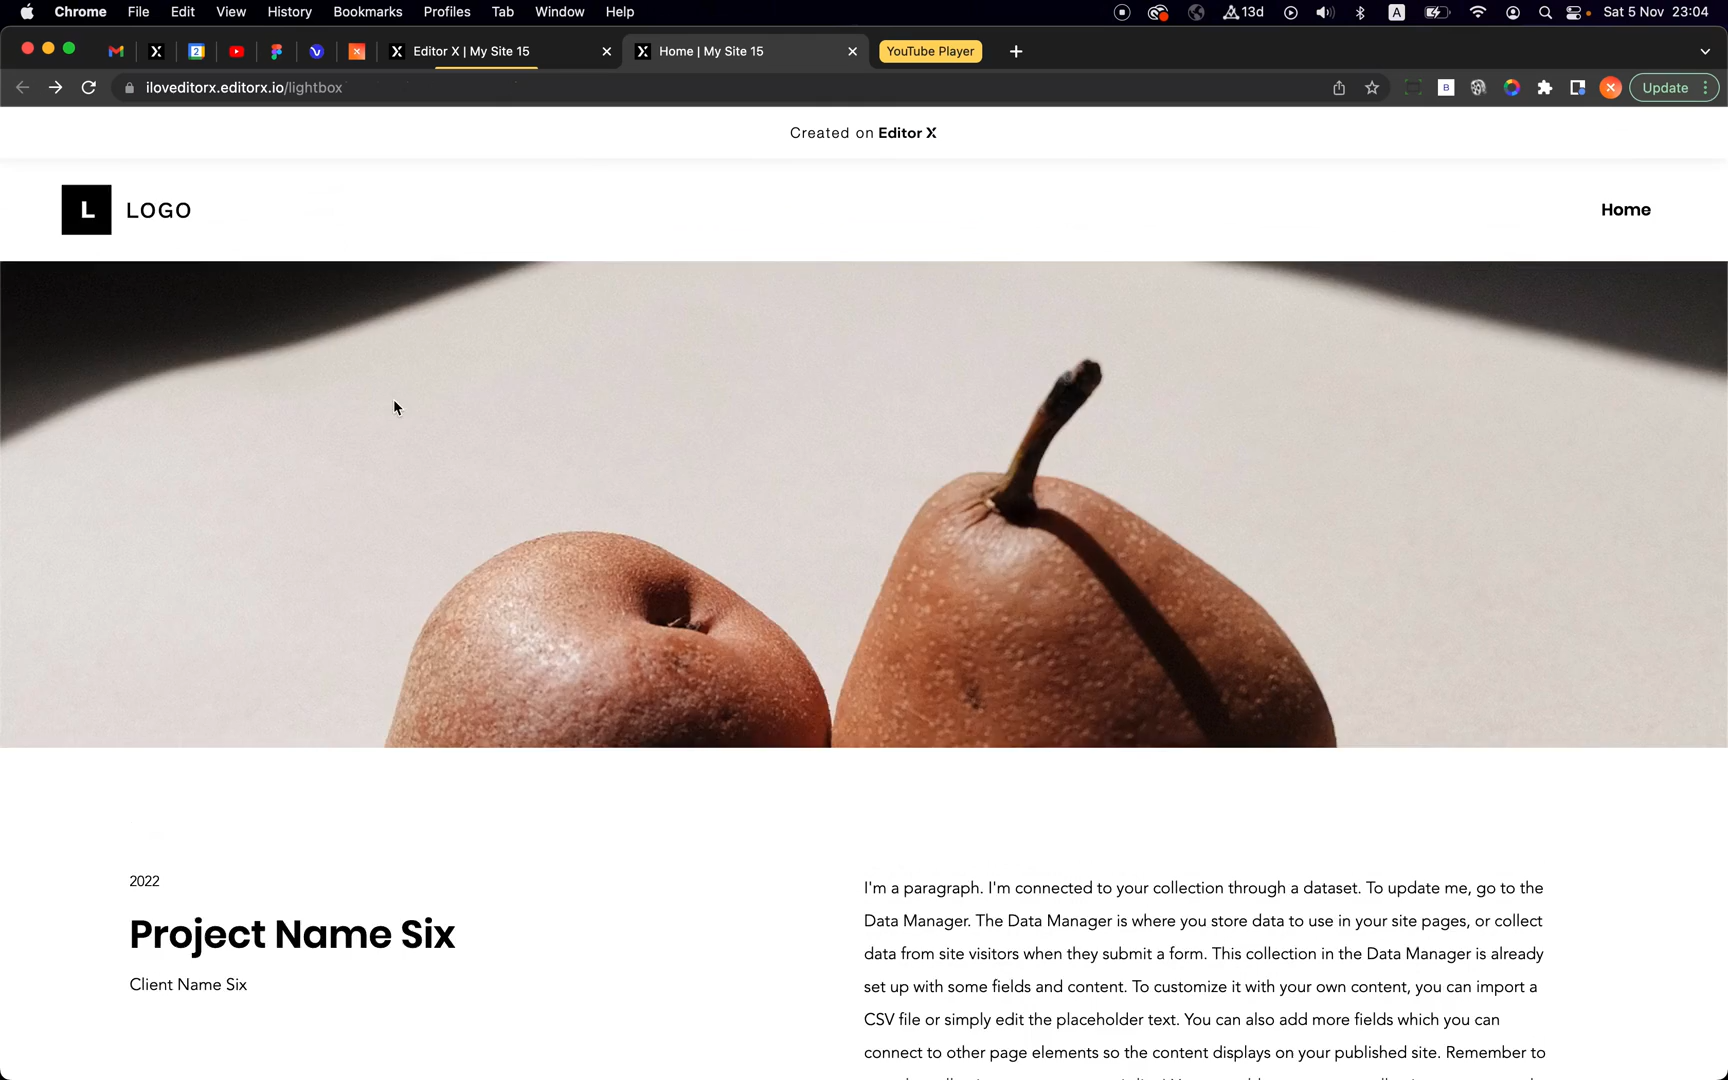 Chrome File Edit View History Bookmarks Profiles Tab Window Help 13d A Sat 5 Nov 23:04
2 Editor X | My Site 15 Home | My Site 15 YouTube Player
iloveditorx.editorx.io/lightbox B Update
Created on Editor X
L LOGO Home
2022
Project Name Six
Client Name Six
I'm a paragraph. I'm connected to your collection through a dataset. To update me, go to the
Data Manager. The Data Manager is where you store data to use in your site pages, or collect
data from site visitors when they submit a form. This collection in the Data Manager is already
set up with some fields and content. To customize it with your own content, you can import a
CSV file or simply edit the placeholder text. You can also add more fields which you can
connect to other page elements so the content displays on your published site. Remember to